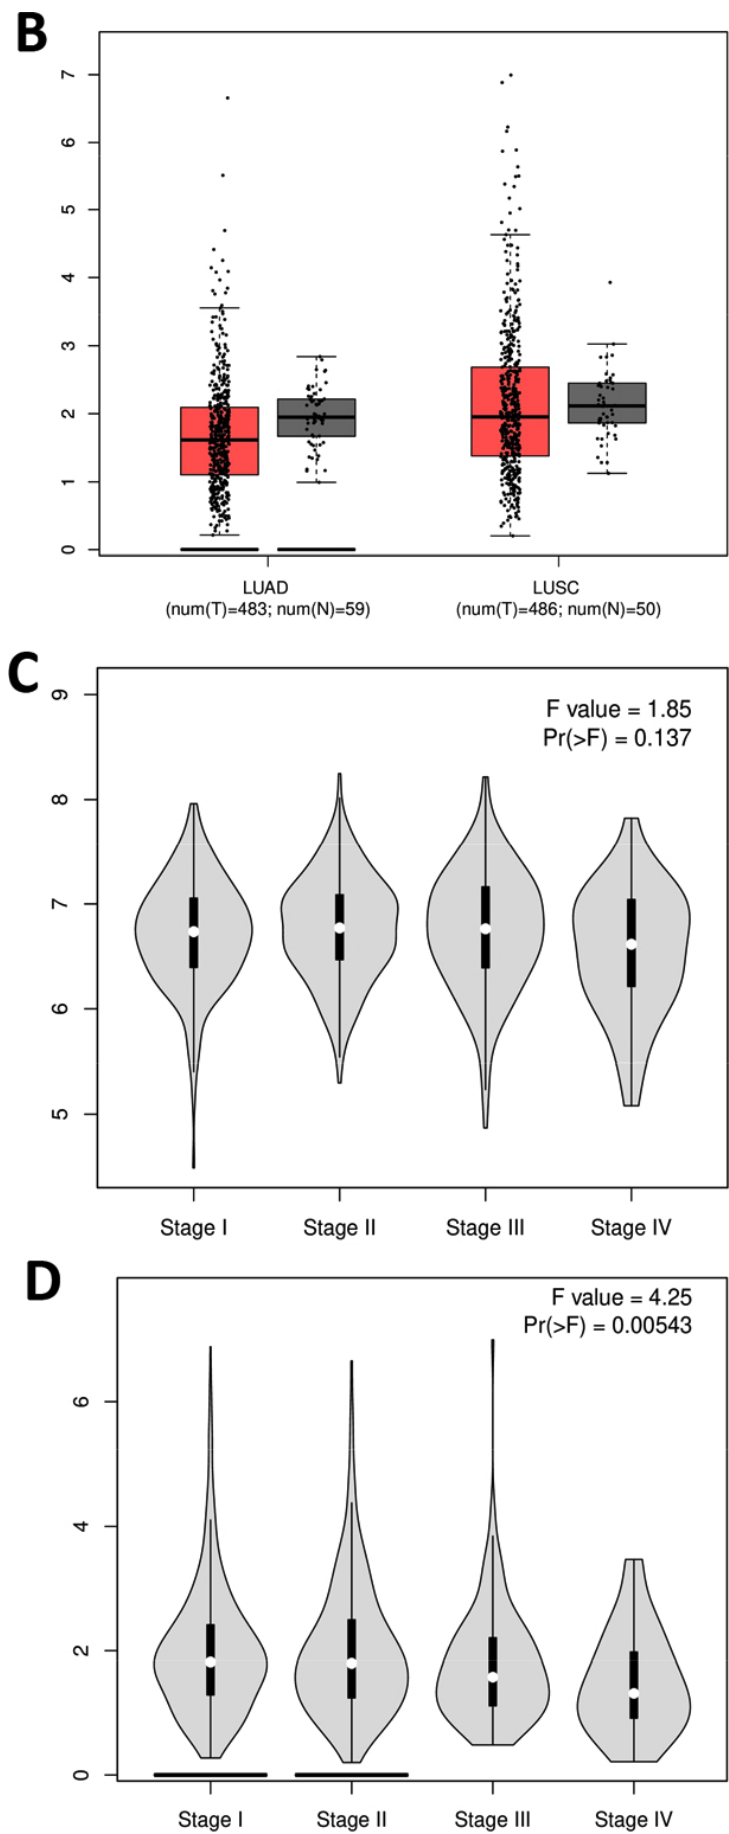 B
7
6
5
4
3
2
1
0
LUAD
(num(T)=483; num(N)=59)
LUSC
(num(T)=486; num(N)=50)
C
F value = 1.85
Pr(>F) = 0.137
9
8
7
6
5
Stage I
Stage II
Stage III
Stage IV
D
F value = 4.25
Pr(>F) = 0.00543
6
4
2
0
Stage I
Stage II
Stage III
Stage IV